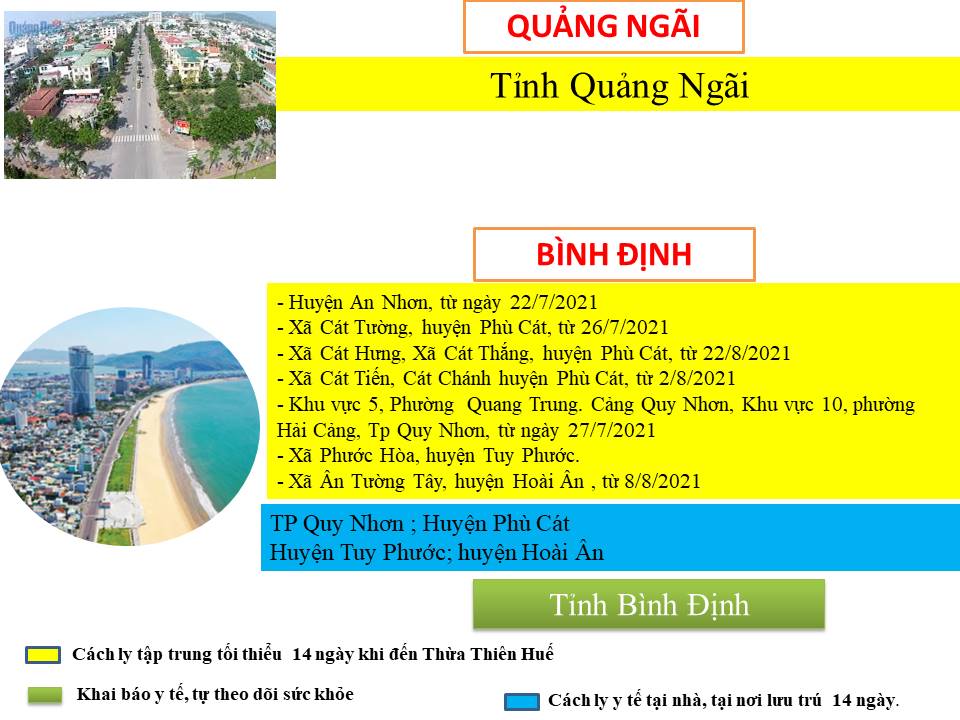 QUẢNG NGÃI
Tỉnh Quảng Ngãi
BÌNH ĐỊNH
- Huyện An Nhơn, từ ngày 22/7/2021
- Xã Cát Tường, huyện Phù Cát, từ 26/7/2021
- Xã Cát Hưng, Xã Cát Thắng, huyện Phù Cát, từ 22/8/2021
- Xã Cát Tiến, Cát Chánh huyện Phù Cát, từ 2/8/2021
- Khu vực 5, Phường Quang Trung. Cảng Quy Nhơn, Khu vực 10, phường
Hải Cảng, Tp Quy Nhơn, từ ngày 27/7/2021
- Xã Phước Hòa, huyện Tuy Phước.
- Xã Ân Tường Tây, huyện Hoài Ân , từ 8/8/2021
TP Quy Nhơn ; Huyện Phù Cát
Huyện Tuy Phước; huyện Hoài Ân
Tỉnh Bình Định
Cách ly tập trung tối thiểu 14 ngày khi đến Thừa Thiên Huế
Khai báo y tế, tự theo dõi sức khỏe
Cách ly y tế tại nhà, tại nơi lưu trú 14 ngày.